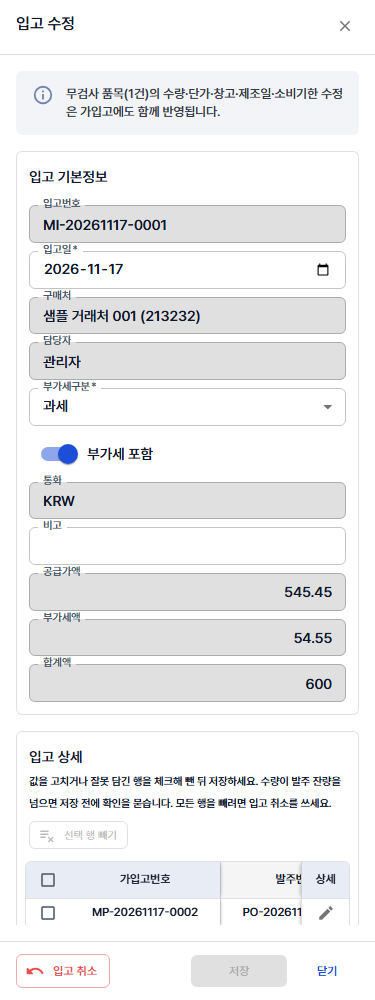 입고 수정
무검사 품목(1건)의 수량·단가·창고·제조일·소비기한 수정
은 가입고에도 함께 반영됩니다.
입고 기본정보
입고번호
MI-20261117-0001
입고일*
2026-11-17
구매처
샘플 거래처 001 (213232)
담당자
관리자
부가세구분*
과세
부가세 포함
통화
KRW
비고
공급가액
545.45
부가세액
54.55
합계액
600
입고 상세
값을 고치거나 잘못 담긴 행을 체크해 뺀 뒤 저장하세요. 수량이 발주 잔량을
넘으면 저장 전에 확인을 묻습니다. 모든 행을 빼려면 입고 취소를 쓰세요.
선택 행 빼기
가입고번호 발주번 상세
MP-20261117-0002 PO-202611
입고 취소 저장 닫기